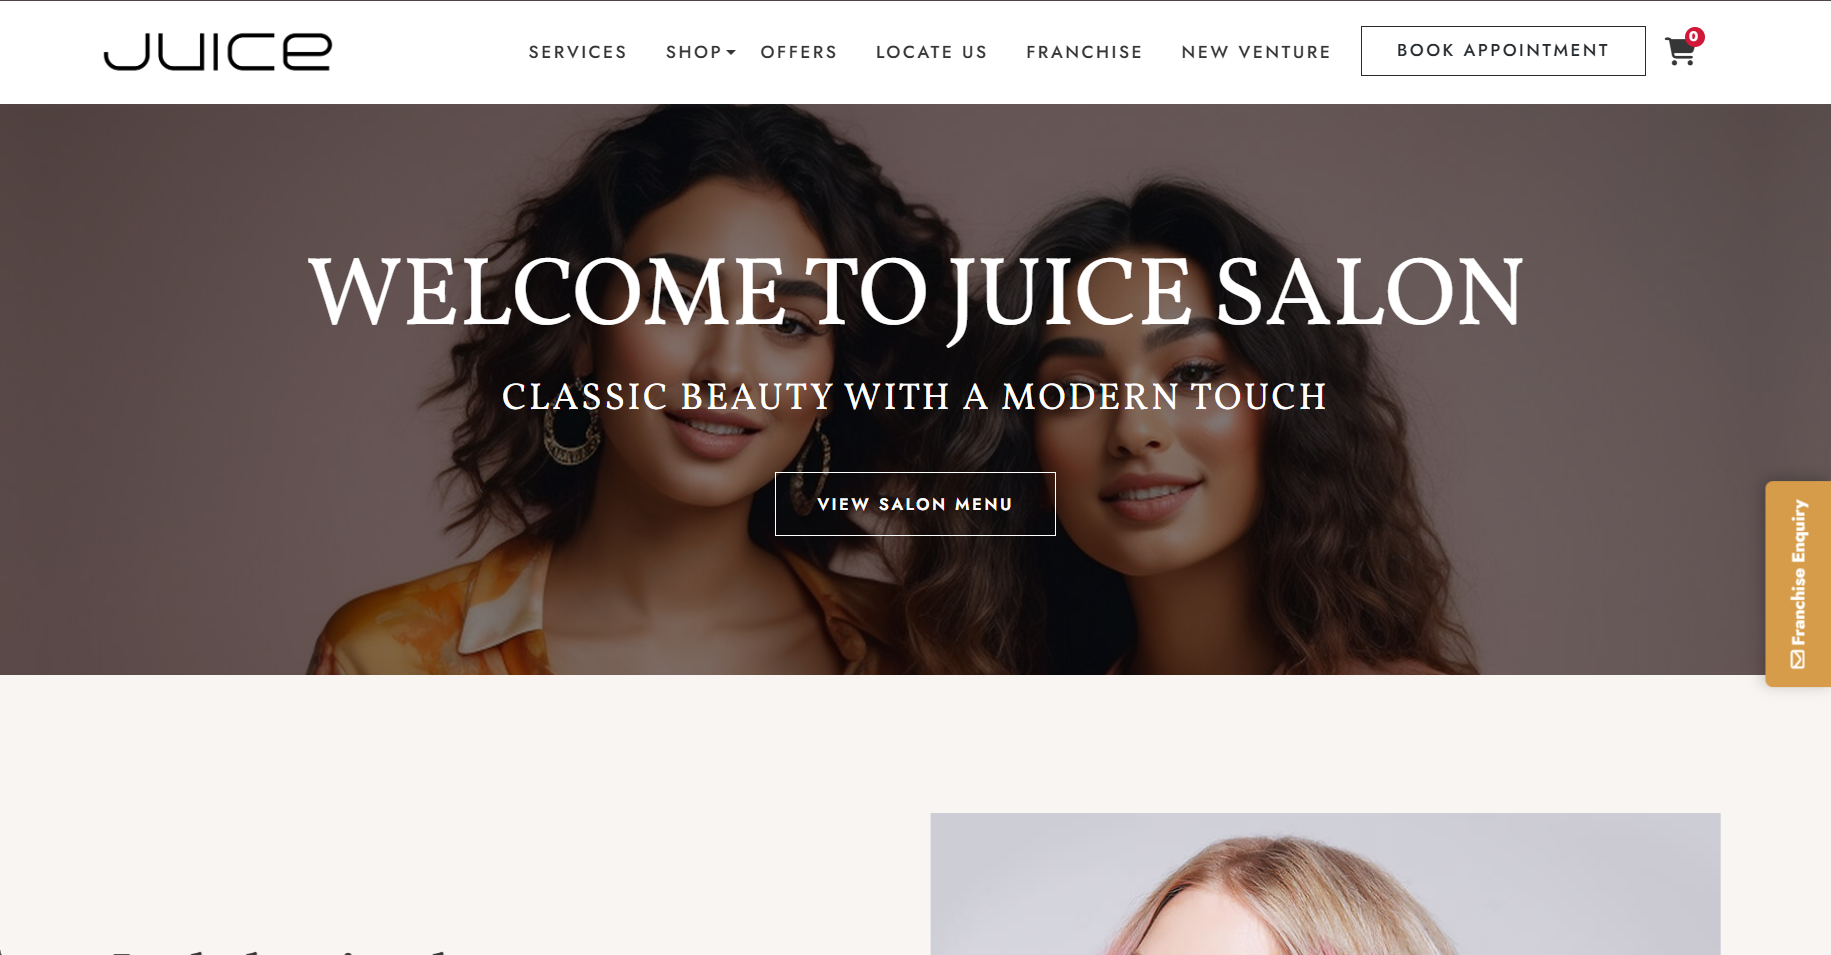 JUICE
SERVICES SHOP OFFERS LOCATE US FRANCHISE NEW VENTURE BOOK APPOINTMENT 0
WELCOME TO JUICE SALON
CLASSIC BEAUTY WITH A MODERN TOUCH
VIEW SALON MENU
Franchise Enquiry